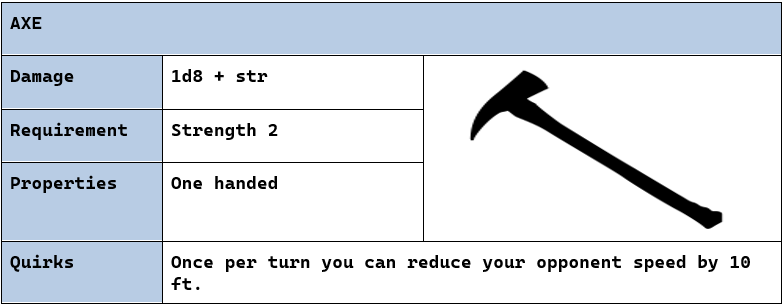 AXE
Damage
1d8 + str
Requirement
Strength 2
Properties
One handed
Quirks
Once per turn you can reduce your opponent speed by 10
ft.